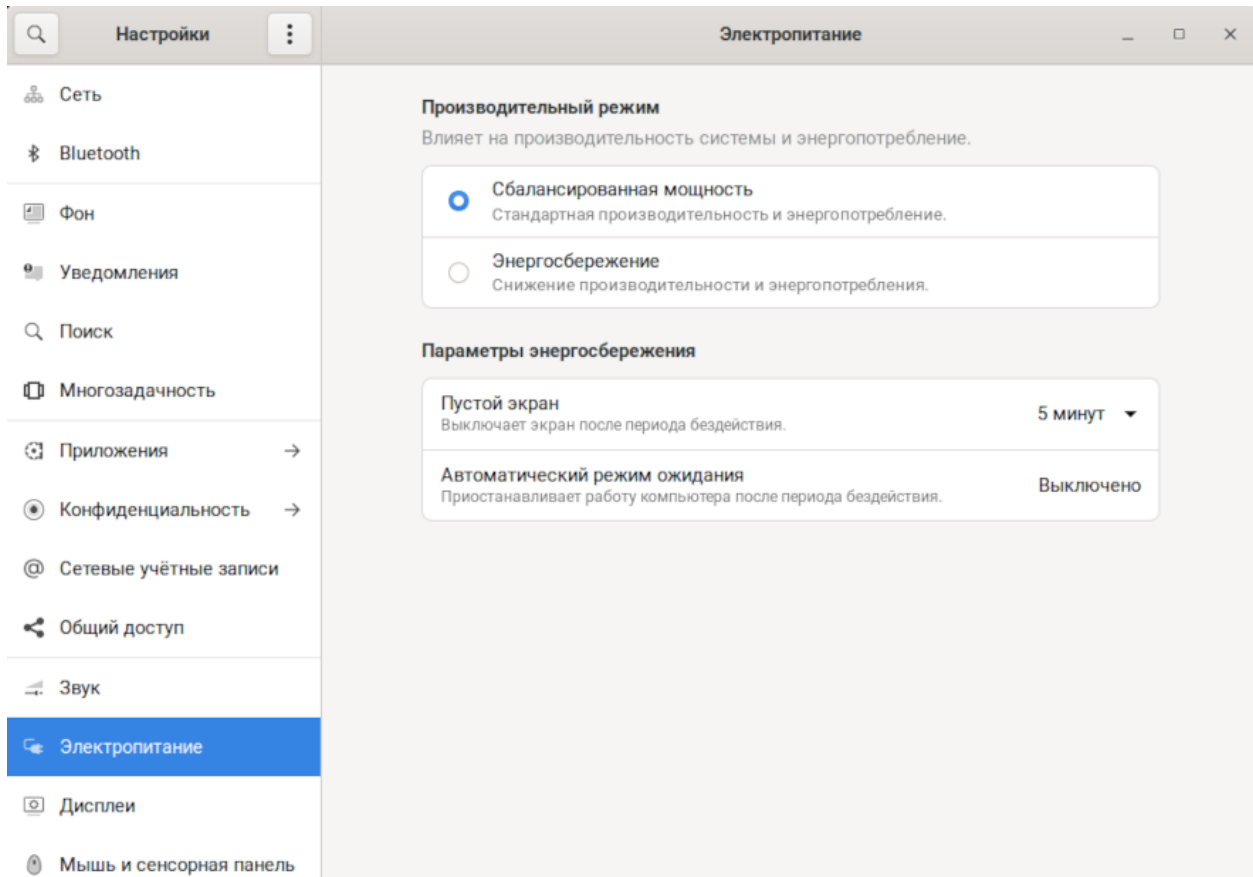 Настройки
Электропитание
Сеть
Bluetooth
Фон
Уведомления
Поиск
Многозадачность
Приложения
Конфиденциальность
Сетевые учётные записи
Общий доступ
Звук
Электропитание
Дисплеи
Мышь и сенсорная панель
Производительный режим
Влияет на производительность системы и энергопотребление.
Сбалансированная мощность
Стандартная производительность и энергопотребление.
Энергосбережение
Снижение производительности и энергопотребления.
Параметры энергосбережения
Пустой экран
Выключает экран после периода бездействия.
5 минут
Автоматический режим ожидания
Приостанавливает работу компьютера после периода бездействия.
Выключено